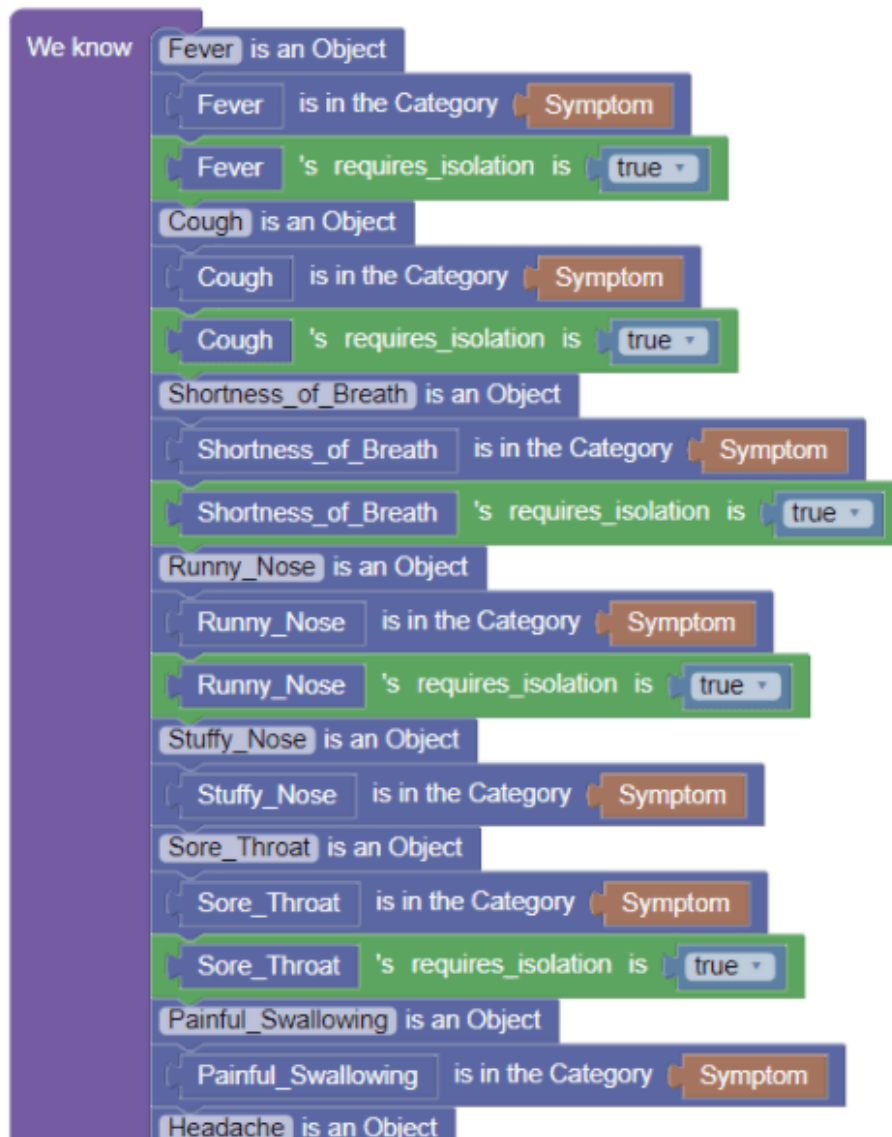 We know Fever is an Object
Fever is in the Category Symptom
Fever 's requires_isolation is true
Cough is an Object
Cough is in the Category Symptom
Cough 's requires_isolation is true
Shortness_of_Breath is an Object
Shortness_of_Breath is in the Category Symptom
Shortness_of_Breath 's requires_isolation is true
Runny_Nose is an Object
Runny_Nose is in the Category Symptom
Runny_Nose 's requires_isolation is true
Stuffy_Nose is an Object
Stuffy_Nose is in the Category Symptom
Sore_Throat is an Object
Sore_Throat is in the Category Symptom
Sore_Throat 's requires_isolation is true
Painful_Swallowing is an Object
Painful_Swallowing is in the Category Symptom
Headache is an Object